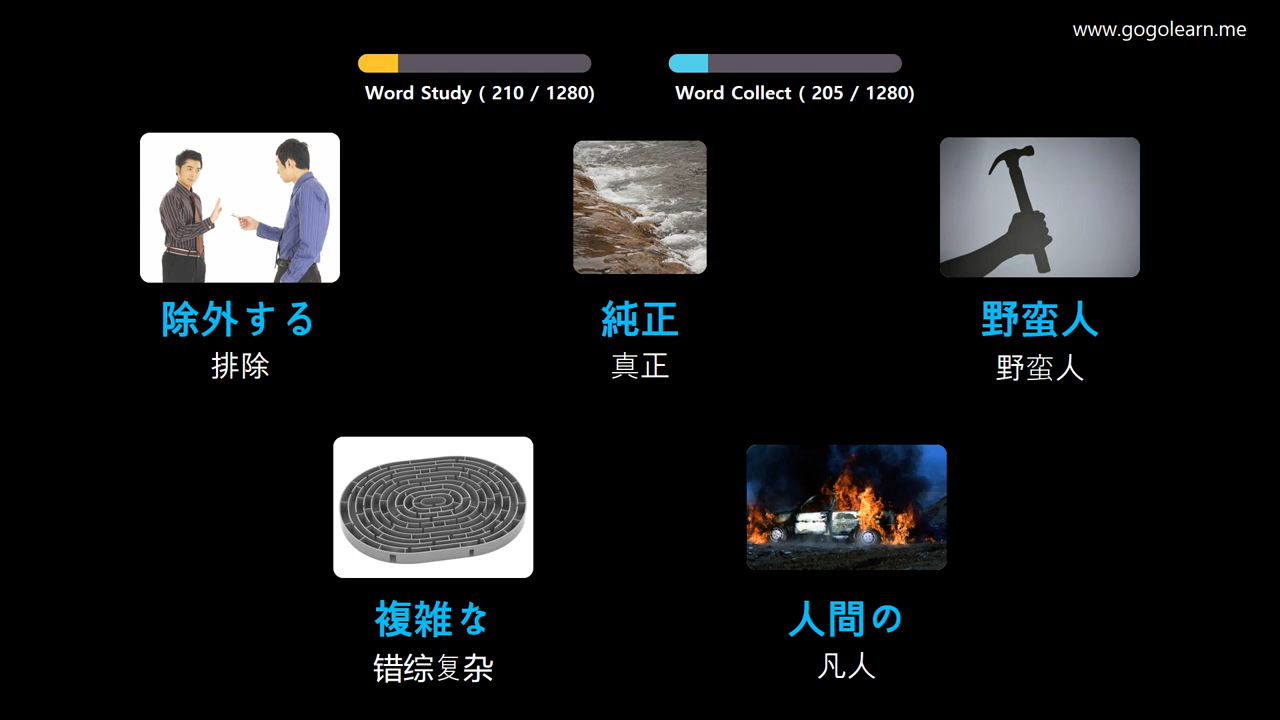 www.gogolearn.me
Word Study ( 210 / 1280)
Word Collect ( 205 / 1280)
除外する
排除
純正
真正
野蛮人
野蛮人
複雑な
错综复杂
人間の
凡人